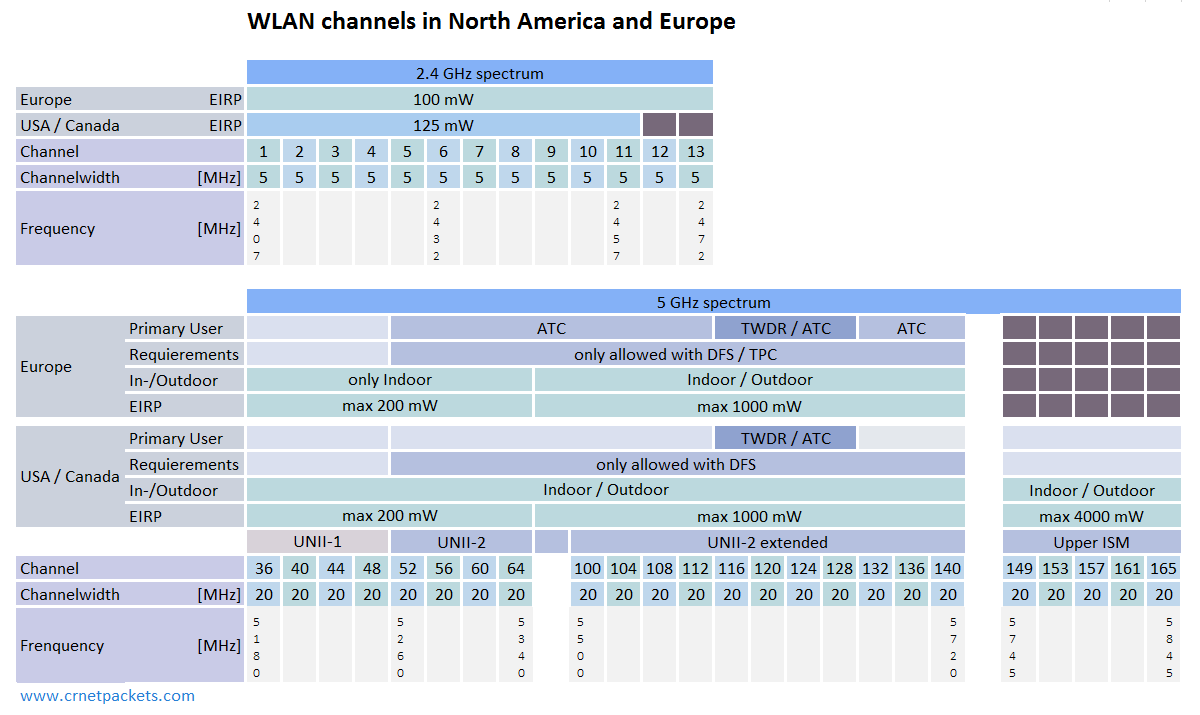 WLAN channels in North America and Europe
2.4 GHz spectrum
Europe EIRP 100 mW
USA / Canada EIRP 125 mW
Channel 1 2 3 4 5 6 7 8 9 10 11 12 13
Channelwidth [MHz] 5 5 5 5 5 5 5 5 5 5 5 5 5
Frequency [MHz] 2407 2432 2457 2472
5 GHz spectrum
Europe
Primary User ATC TWDR / ATC ATC
Requierements only allowed with DFS / TPC
In-/Outdoor only Indoor Indoor / Outdoor
EIRP max 200 mW max 1000 mW
USA / Canada
Primary User TWDR / ATC
Requierements only allowed with DFS
In-/Outdoor Indoor / Outdoor Indoor / Outdoor
EIRP max 200 mW max 1000 mW max 4000 mW
UNII-1 UNII-2 UNII-2 extended Upper ISM
Channel 36 40 44 48 52 56 60 64 100 104 108 112 116 120 124 128 132 136 140 149 153 157 161 165
Channelwidth [MHz] 20 20 20 20 20 20 20 20 20 20 20 20 20 20 20 20 20 20 20 20 20 20 20 20
Frenquency [MHz] 5180 5260 5340 5500 5720 5745 5845
www.crnetpackets.com